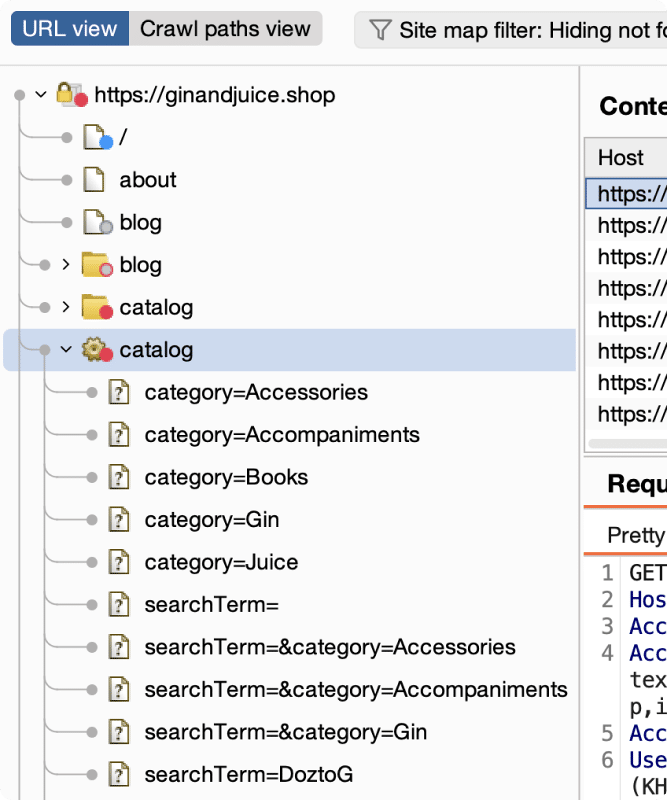 URL view Crawl paths view Site map filter: Hiding not fo
https://ginandjuice.shop
/
about
blog
blog
catalog
catalog
category=Accessories
category=Accompaniments
category=Books
category=Gin
category=Juice
searchTerm=
searchTerm=&category=Accessories
searchTerm=&category=Accompaniments
searchTerm=&category=Gin
searchTerm=DoztoG
Conte
Host
https://
https://
https://
https://
https://
https://
https://
https://
Requ
Pretty
1 GET
2 Hos
3 Acc
4 Acc
tex
p,i
5 Acc
6 Use
(KH